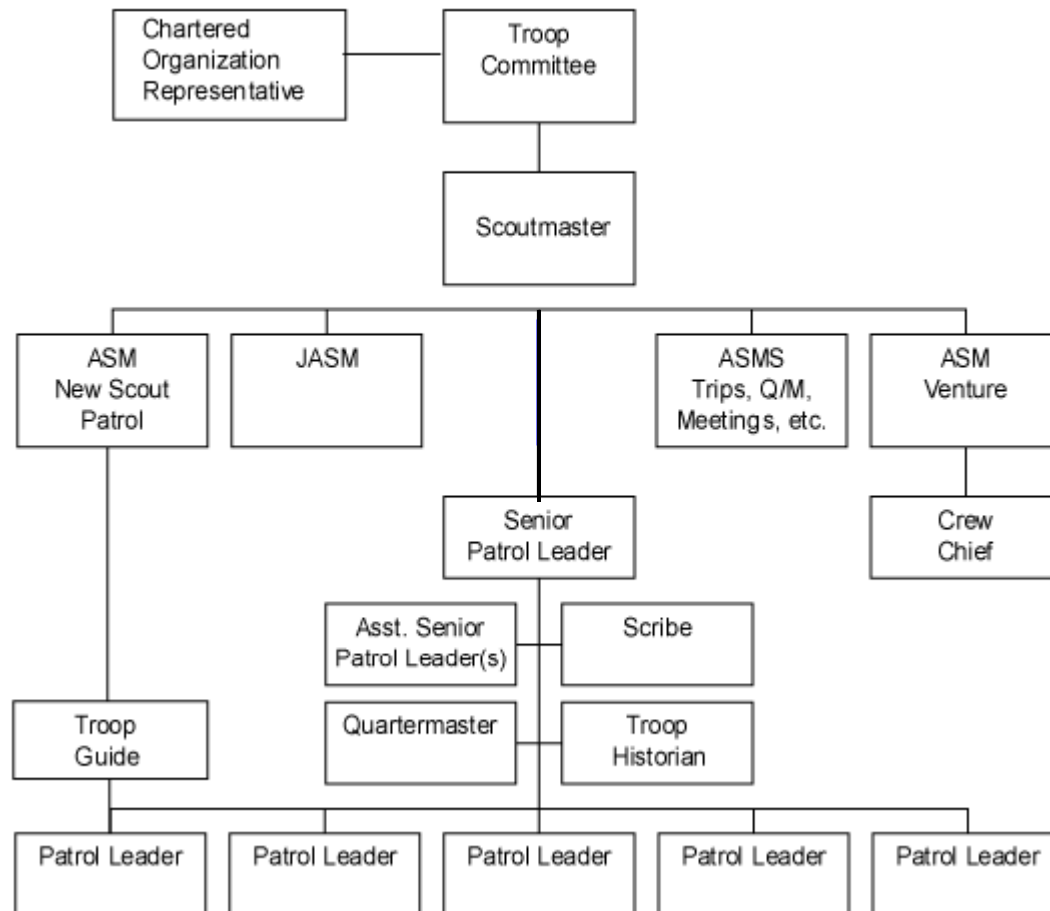 Chartered
Organization
Representative
Troop
Committee
Scoutmaster
ASM
New Scout
Patrol
JASM
ASMS
Trips, Q/M,
Meetings, etc.
ASM
Venture
Senior
Patrol Leader
Crew
Chief
Asst. Senior
Patrol Leader(s)
Scribe
Quartermaster
Troop
Historian
Troop
Guide
Patrol Leader
Patrol Leader
Patrol Leader
Patrol Leader
Patrol Leader